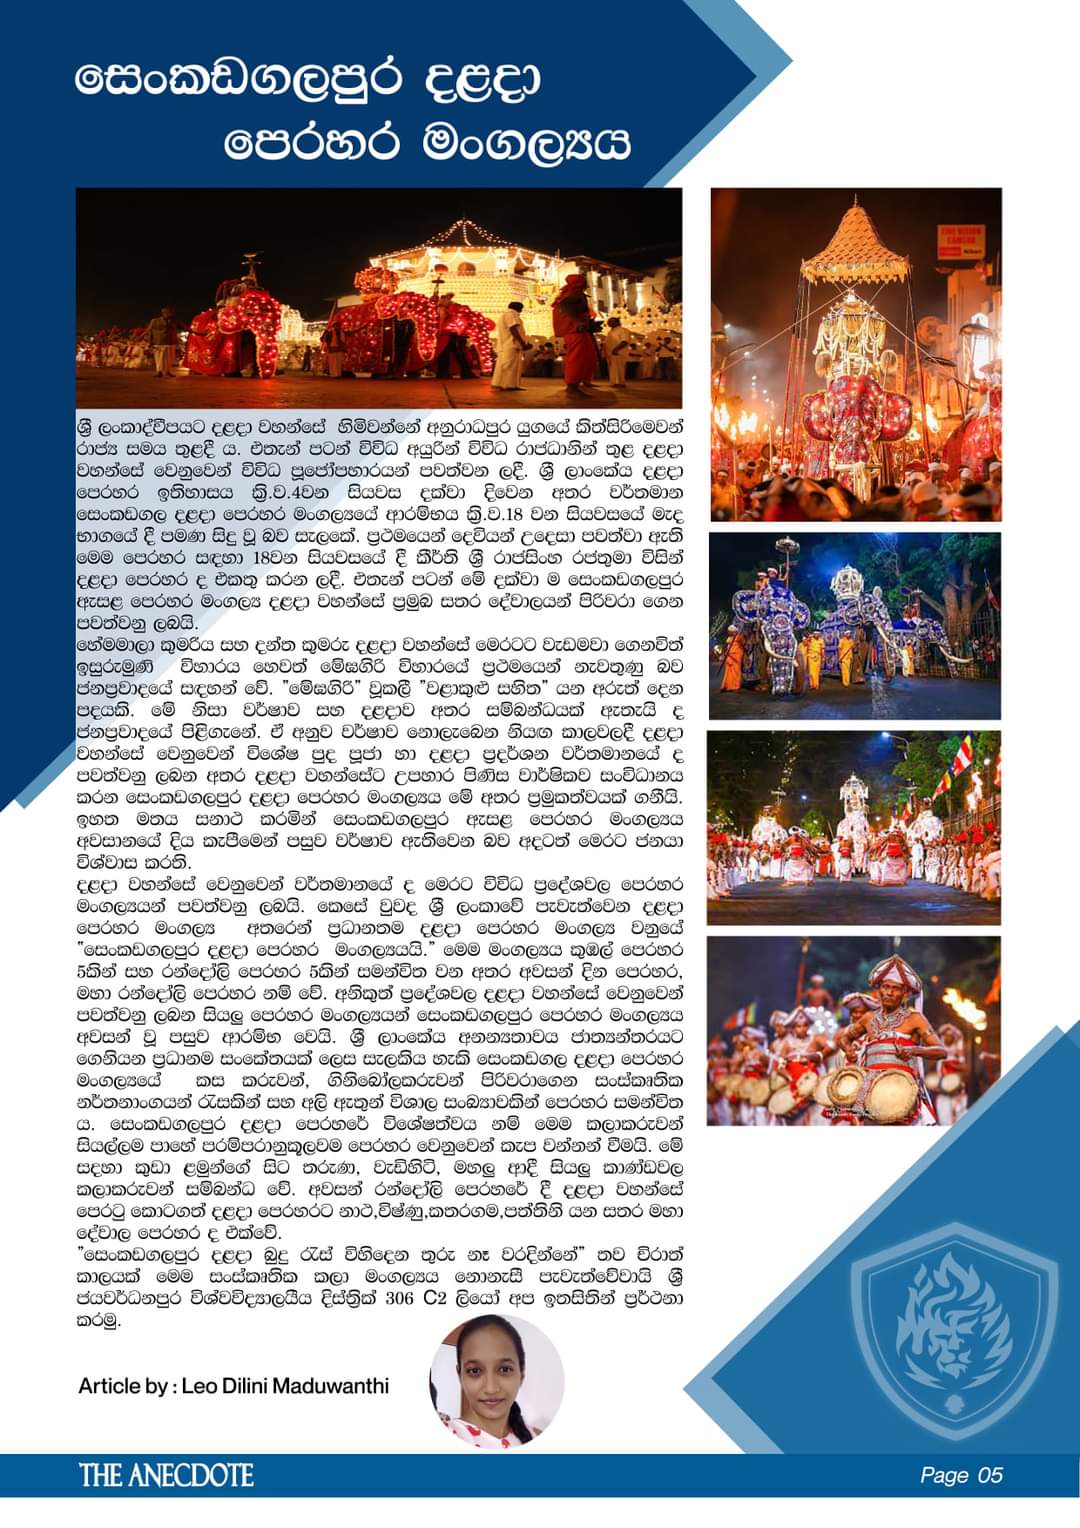 සෙංකඩගලපුර දළදා
පෙරහර මංගල්‍යය
ශ්‍රී ලංකාද්වීපයට දළදා වහන්සේ හිමිවන්නේ අනුරාධපුර යුගයේ කිත්සිරිමෙවන්
රාජ්‍ය සමය තුළදී ය. එතැන් පටන් විවිධ අයුරින් විවිධ රාජධානින් තුළ දළදා
වහන්සේ වෙනුවෙන් විවිධ පූජෝපහාරයන් පවත්වන ලදී. ශ්‍රී ලාංකේය දළදා
පෙරහර ඉතිහාසය ක්‍රි.ව.4වන සියවස දක්වා දිවෙන අතර වර්තමාන
සෙංකඩගල දළදා පෙරහර මංගල්‍යයේ ආරම්භය ක්‍රි.ව.18 වන සියවසයේ මැද
භාගයේ දී පමණ සිදු වූ බව සැලකේ. ප්‍රථමයෙන් දෙවියන් උදෙසා පවත්වා ඇති
මෙම පෙරහර සඳහා 18වන සියවසයේ දී කීර්ති ශ්‍රී රාජසිංහ රජතුමා විසින්
දළදා පෙරහර ද එකතු කරන ලදී. එතැන් පටන් මේ දක්වා ම සෙංකඩගලපුර
ඇසළ පෙරහර මංගල්‍ය දළදා වහන්සේ ප්‍රමුඛ සතර දේවාලයන් පිරිවරා ගෙන
පවත්වනු ලබයි.
හේමමාලා කුමරිය සහ දන්ත කුමරු දළදා වහන්සේ මෙරටට වැඩමවා ගෙනවිත්
ඉසුරුමුණි විහාරය හෙවත් මේඝගිරි විහාරයේ ප්‍රථමයෙන් නැවතුණු බව
ජනප්‍රවාදයේ සඳහන් වේ. "මේඝගිරි" වූකලී "වළාකුළු සහිත" යන අරුත් දෙන
පදයකි. මේ නිසා වර්ෂාව සහ දළදාව අතර සම්බන්ධයක් ඇතැයි ද
ජනප්‍රවාදයේ පිළිගැනේ. ඒ අනුව වර්ෂාව නොලැබෙන නියඟ කාලවලදී දළදා
වහන්සේ වෙනුවෙන් විශේෂ පුද පූජා හා දළදා ප්‍රදර්ශන වර්තමානයේ ද
පවත්වනු ලබන අතර දළදා වහන්සේට උපහාර පිණිස වාර්ෂිකව සංවිධානය
කරන සෙංකඩගලපුර දළදා පෙරහර මංගල්‍යය මේ අතර ප්‍රමුකත්වයක් ගනියි.
ඉහත මතය සනාථ කරමින් සෙංකඩගලපුර ඇසළ පෙරහර මංගල්‍යය
අවසානයේ දිය කැපීමෙන් පසුව වර්ෂාව ඇතිවෙන බව අදටත් මෙරට ජනයා
විශ්වාස කරති.
දළදා වහන්සේ වෙනුවෙන් වර්තමානයේ ද මෙරට විවිධ ප්‍රදේශවල පෙරහර
මංගල්‍යයන් පවත්වනු ලබයි. කෙසේ වුවද ශ්‍රී ලංකාවේ පැවැත්වෙන දළදා
පෙරහර මංගල්‍ය අතරෙන් ප්‍රධානතම දළදා පෙරහර මංගල්‍ය වනුයේ
"සෙංකඩගලපුර දළදා පෙරහර මංගල්‍යයයි." මෙම මංගල්‍යය කුඹල් පෙරහර
5කින් සහ රන්දෝලි පෙරහර 5කින් සමන්විත වන අතර අවසන් දින පෙරහර,
මහා රන්දෝලි පෙරහර නම් වේ. අනිකුත් ප්‍රදේශවල දළදා වහන්සේ වෙනුවෙන්
පවත්වනු ලබන සියලු පෙරහර මංගල්‍යයන් සෙංකඩගලපුර පෙරහර මංගල්‍යය
අවසන් වූ පසුව ආරම්භ වෙයි. ශ්‍රී ලාංකේය අනන්‍යතාවය ජාත්‍යන්තරයට
ගෙනියන ප්‍රධානම සංකේතයක් ලෙස සැලකිය හැකි සෙංකඩගල දළදා පෙරහර
මංගල්‍යයේ කස කරුවන්, ගිනිබෝලකරුවන් පිරිවරාගෙන සංස්කෘතික
නර්තනාංගයන් රැසකින් සහ අලි ඇතුන් විශාල සංඛ්‍යාවකින් පෙරහර සමන්විත
ය. සෙංකඩගලපුර දළදා පෙරහරේ විශේෂත්වය නම් මෙම කලාකරුවන්
සියල්ලම පාහේ පරම්පරානුකූලවම පෙරහර වෙනුවෙන් කැප වන්නන් වීමයි. මේ
සඳහා කුඩා ළමුන්ගේ සිට තරුණ, වැඩිහිටි, මහලු ආදී සියලු කාණ්ඩවල
කලාකරුවන් සම්බන්ධ වේ. අවසන් රන්දෝලි පෙරහරේ දී දළදා වහන්සේ
පෙරටු කොටගත් දළදා පෙරහරට නාථ,විෂ්ණු,කතරගම,පත්තිනි යන සතර මහා
දේවාල පෙරහර ද එක්වේ.
"සෙංකඩගලපුර දළදා බුදු රැස් විහිදෙන තුරු නෑ වරදින්නේ" තව චිරාත්
කාලයක් මෙම සංස්කෘතික කලා මංගල්‍යය නොනැසී පැවැත්වේවායි ශ්‍රී
ජයවර්ධනපුර විශ්වවිද්‍යාලයීය දිස්ත්‍රික් 306 C2 ලියෝ අප ඉතසිතින් ප්‍රර්ථනා
කරමු.
Article by : Leo Dilini Maduwanthi
THE ANECDOTE
Page 05